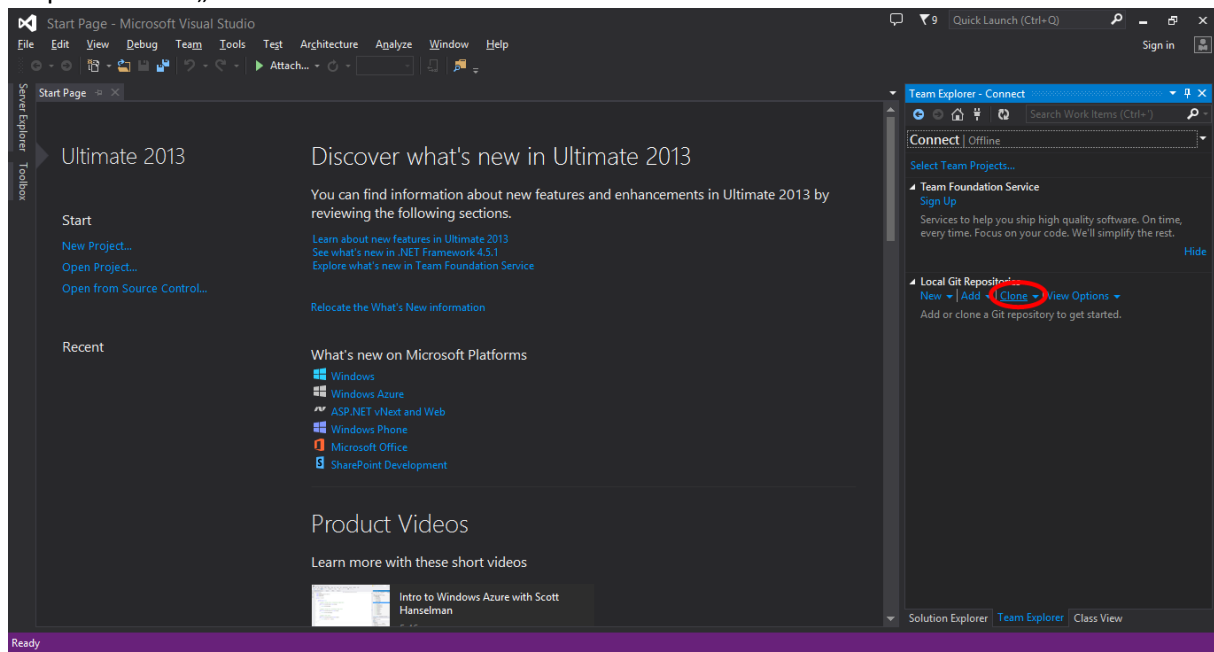 Start Page - Microsoft Visual Studio
9 Quick Launch (Ctrl+Q)
File Edit View Debug Team Tools Test Architecture Analyze Window Help
Sign in
Attach...
Server Explorer
Toolbox
Start Page
Ultimate 2013
Start
New Project...
Open Project...
Open from Source Control...
Recent
Discover what's new in Ultimate 2013
You can find information about new features and enhancements in Ultimate 2013 by
reviewing the following sections.
Learn about new features in Ultimate 2013
See what's new in .NET Framework 4.5.1
Explore what's new in Team Foundation Service
Relocate the What's New information
What's new on Microsoft Platforms
Windows
Windows Azure
ASP.NET vNext and Web
Windows Phone
Microsoft Office
SharePoint Development
Product Videos
Learn more with these short videos
Intro to Windows Azure with Scott
Hanselman
Team Explorer - Connect
Search Work Items (Ctrl+')
Connect | Offline
Select Team Projects...
Team Foundation Service
Sign Up
Services to help you ship high quality software. On time,
every time. Focus on your code. We'll simplify the rest.
Hide
Local Git Repositories
New | Add | Clone | View Options
Add or clone a Git repository to get started.
Solution Explorer Team Explorer Class View
Ready